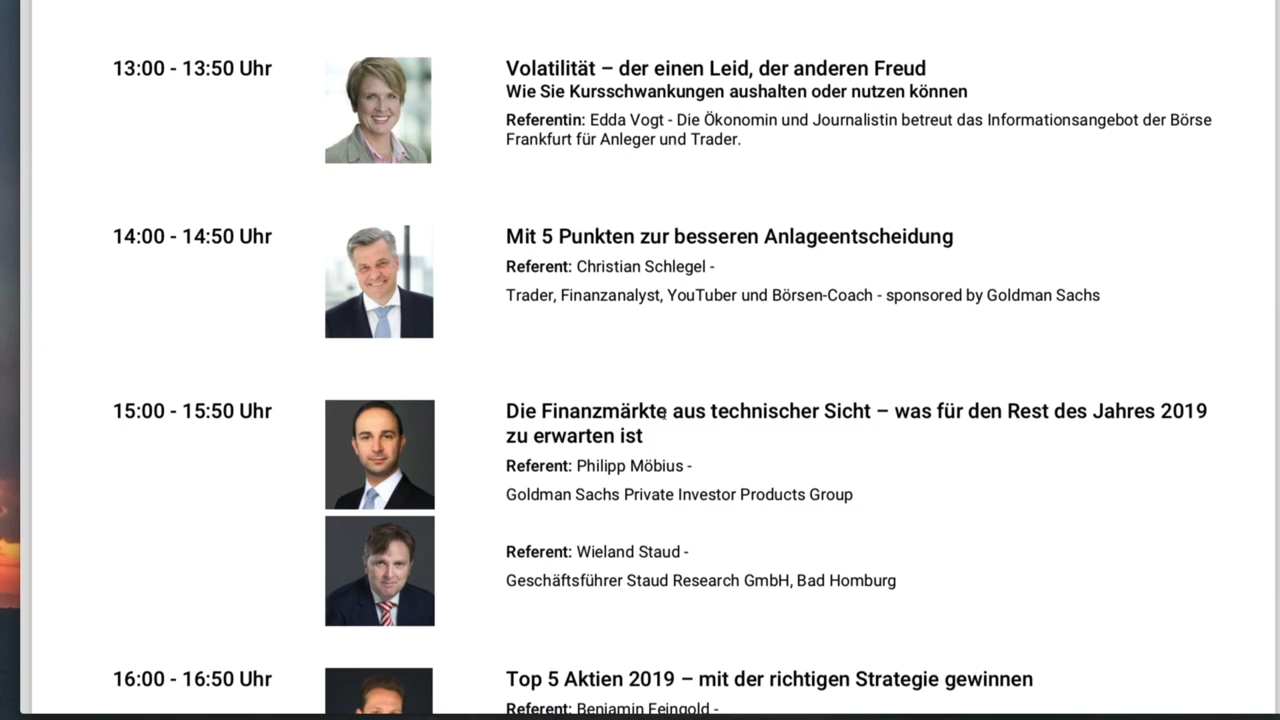 13:00 - 13:50 Uhr
Volatilität – der einen Leid, der anderen Freud
Wie Sie Kursschwankungen aushalten oder nutzen können
Referentin: Edda Vogt - Die Ökonomin und Journalistin betreut das Informationsangebot der Börse
Frankfurt für Anleger und Trader.
14:00 - 14:50 Uhr
Mit 5 Punkten zur besseren Anlageentscheidung
Referent: Christian Schlegel -
Trader, Finanzanalyst, YouTuber und Börsen-Coach - sponsored by Goldman Sachs
15:00 - 15:50 Uhr
Die Finanzmärkte aus technischer Sicht – was für den Rest des Jahres 2019
zu erwarten ist
Referent: Philipp Möbius -
Goldman Sachs Private Investor Products Group
Referent: Wieland Staud -
Geschäftsführer Staud Research GmbH, Bad Homburg
16:00 - 16:50 Uhr
Top 5 Aktien 2019 – mit der richtigen Strategie gewinnen
Referent: Benjamin Feingold -